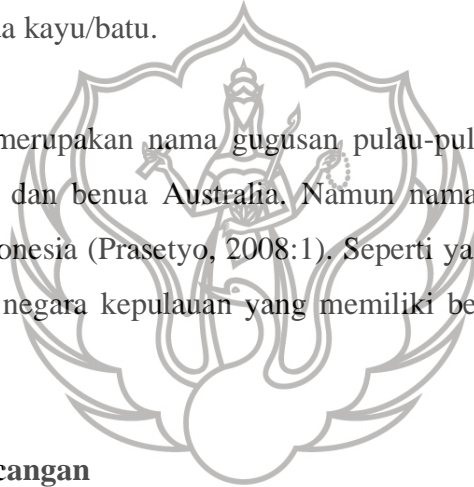 kayu/batu.
merupakan nama gugusan pulau-pul
dan benua Australia. Namun nama
onesia (Prasetyo, 2008:1). Seperti ya
negara kepulauan yang memiliki be
cangan